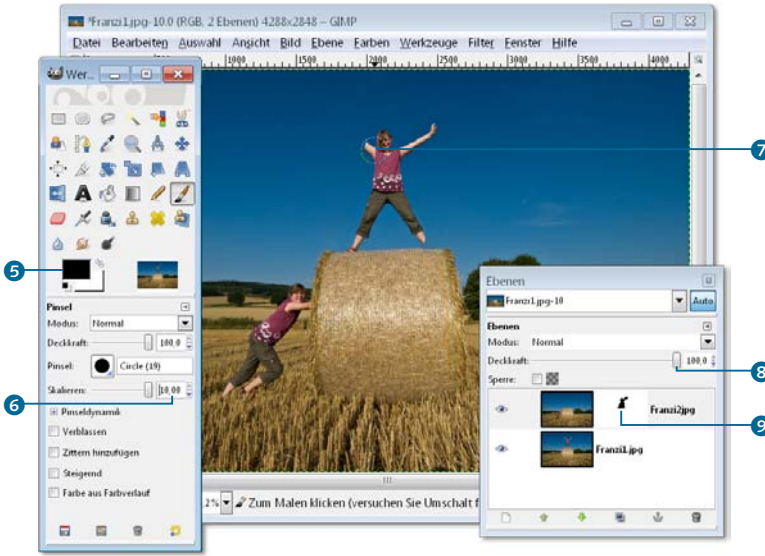 *Franzi1.jpg-10.0 (RGB, 2 Ebenen) 4288x2848 – GIMP
Datei Bearbeiten Auswahl Ansicht Bild Ebene Farben Werkzeuge Filter Fenster Hilfe
1000 1500 2000 2500 3000 3500 4000
Wer...
7
5
Pinsel
Modus: Normal
Deckkraft: 100,0
Pinsel: Circle (19)
Skalieren: 10,00
6
Pinseldynamik
Verblassen
Zittern hinzufügen
Steigernd
Farbe aus Farbverlauf
Ebenen
Franzi1.jpg-10 Auto
Ebenen
Modus: Normal
Deckkraft: 100,0
8
Sperre:
Franzi2jpg
9
Franzi1.jpg
,2% Zum Malen klicken (versuchen Sie Umschalt f